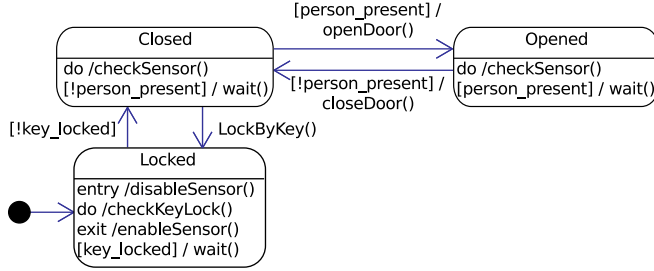 [person_present] /
openDoor()
Closed
do /checkSensor()
[!person_present] / wait()
Opened
do /checkSensor()
[person_present] / wait()
[!person_present] /
closeDoor()
[!key_locked]
LockByKey()
Locked
entry /disableSensor()
do /checkKeyLock()
exit /enableSensor()
[key_locked] / wait()